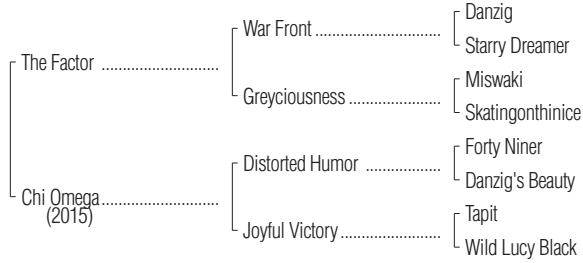 Danzig
War Front
Starry Dreamer
The Factor
Miswaki
Greyciousness
Skatingonthinice
Forty Niner
Distorted Humor
Danzig's Beauty
Chi Omega
(2015)
Tapit
Joyful Victory
Wild Lucy Black